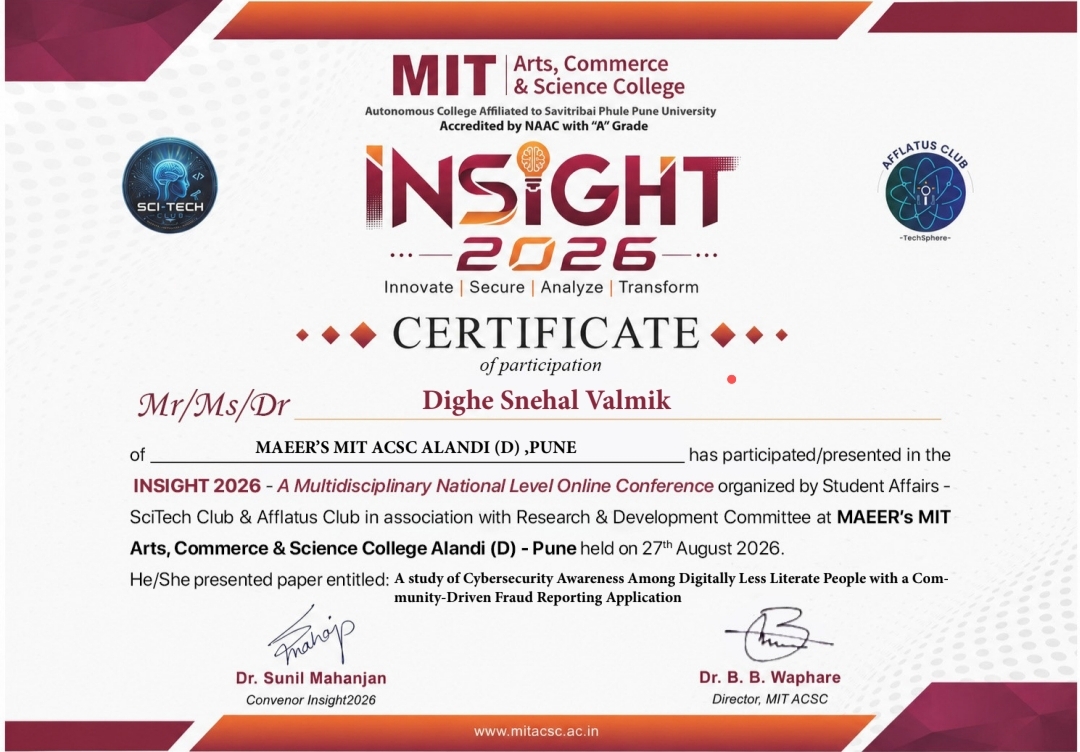 MIT Arts, Commerce
& Science College
Autonomous College Affiliated to Savitribai Phule Pune University
Accredited by NAAC with “A” Grade
SCI-TECH
CLUB
AFFLATUS CLUB
-TechSphere-
INSIGHT
2026
Innovate | Secure | Analyze | Transform
CERTIFICATE
of participation
Mr/Ms/Dr Dighe Snehal Valmik
of MAEER’S MIT ACSC ALANDI (D) ,PUNE has participated/presented in the
INSIGHT 2026 - A Multidisciplinary National Level Online Conference organized by Student Affairs -
SciTech Club & Afflatus Club in association with Research & Development Committee at MAEER’s MIT
Arts, Commerce & Science College Alandi (D) - Pune held on 27th August 2026.
He/She presented paper entitled: A study of Cybersecurity Awareness Among Digitally Less Literate People with a Com-
munity-Driven Fraud Reporting Application
Dr. Sunil Mahanjan
Convenor Insight2026
Dr. B. B. Waphare
Director, MIT ACSC
www.mitacsc.ac.in